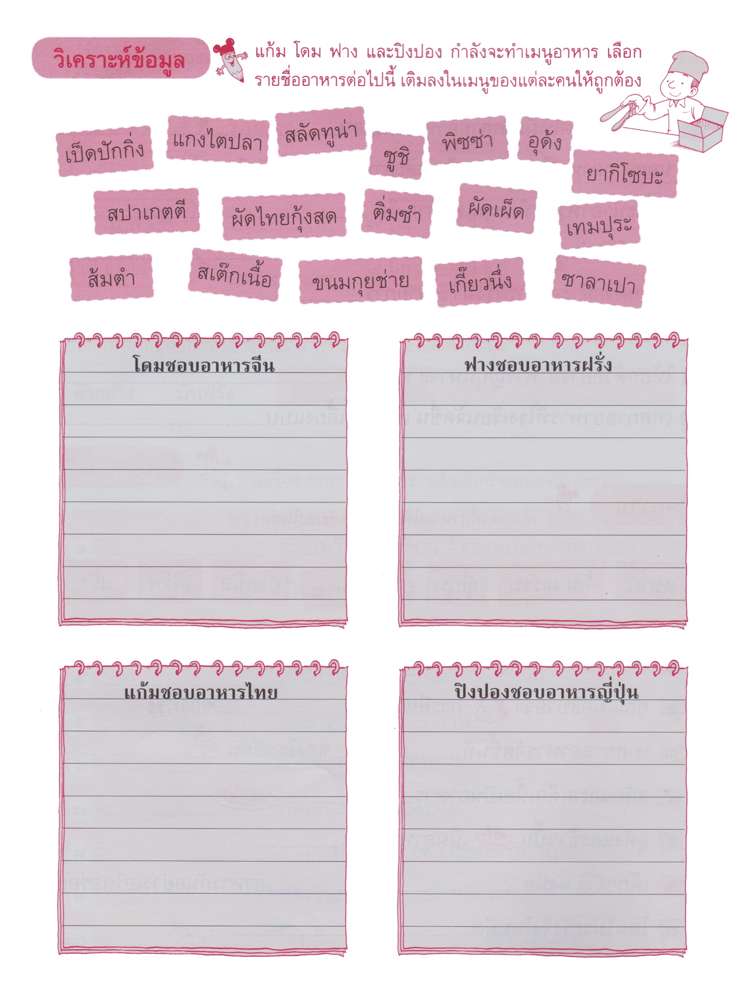 วิเคราะห์ข้อมูล
แก้ม โดม ฟาง และปิงปอง กำลังจะทำเมนูอาหาร เลือก
รายชื่ออาหารต่อไปนี้ เติมลงในเมนูของแต่ละคนให้ถูกต้อง
เป็ดปักกิ่ง
แกงไตปลา
สลัดทูน่า
ซูชิ
พิซซ่า
อุด้ง
ยากิโซบะ
สปาเกตตี
ผัดไทยกุ้งสด
ติ่มซำ
ผัดเผ็ด
เทมปุระ
ส้มตำ
สเต๊กเนื้อ
ขนมกุยช่าย
เกี๊ยวนึ่ง
ซาลาเปา
โดมชอบอาหารจีน
ฟางชอบอาหารฝรั่ง
แก้มชอบอาหารไทย
ปิงปองชอบอาหารญี่ปุ่น